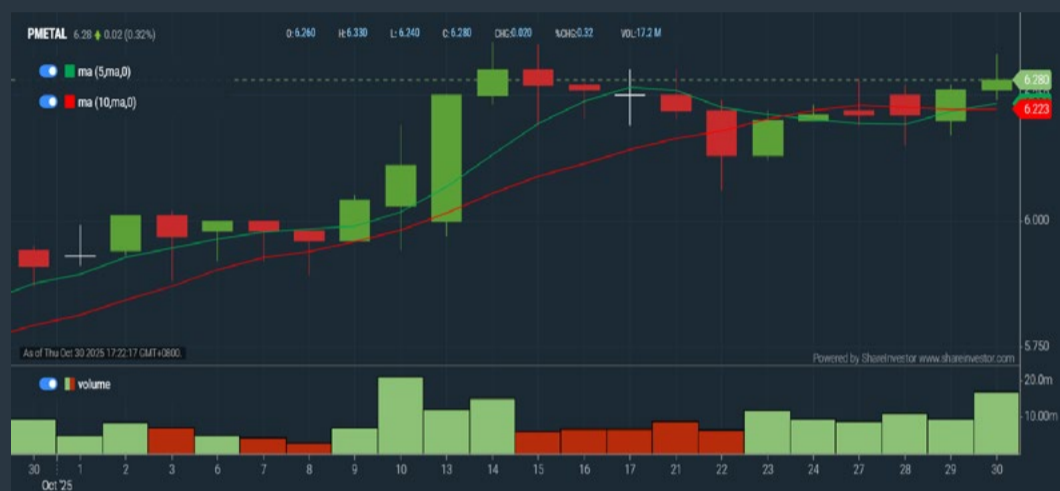 PMETAL 6.28 0.02 (0.32%) O: 6.260 H: 6.330 L: 6.240 C: 6.280 CHG:0.020 %CHG:0.32 VOL:17.2 M
ma (5,ma,0)
ma (10,ma,0)
6.280
6.223
6.000
5.750
As of Thu Oct 30 2025 17:22:17 GMT+0800.
Powered by ShareInvestor www.shareinvestor.com
volume
20.0m
10.00m
30 1 2 3 6 7 8 9 10 13 14 15 16 17 21 22 23 24 27 28 29 30
Oct '25